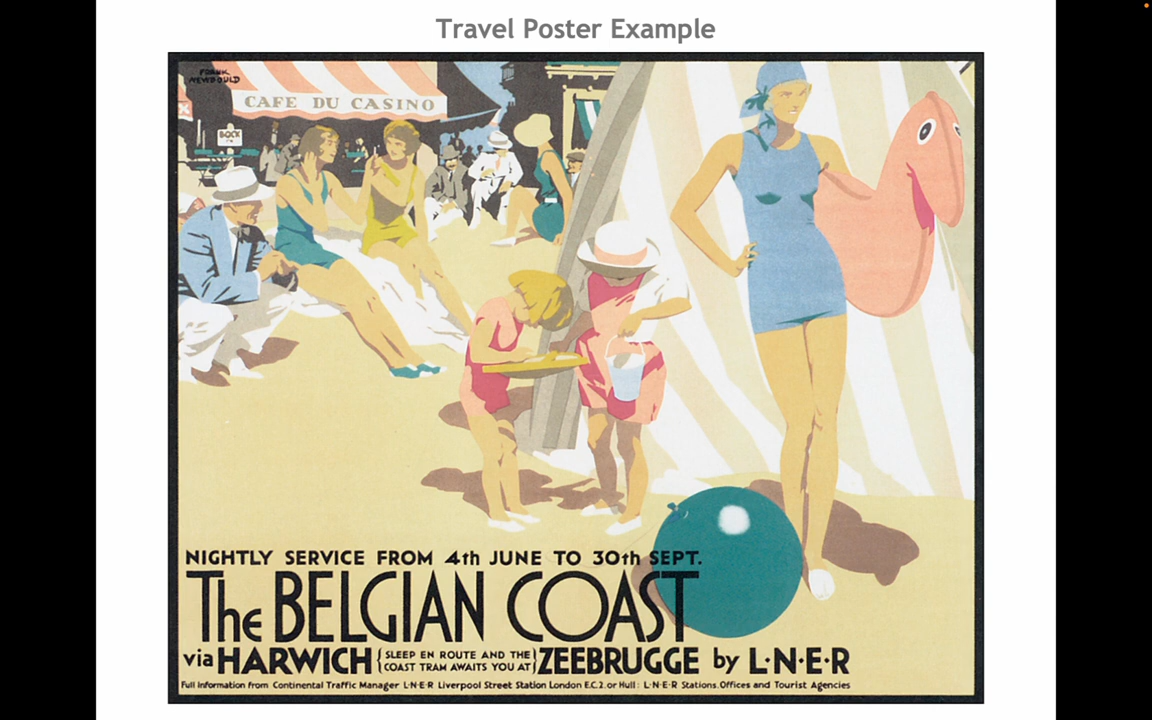 Travel Poster Example
FRANK
NEWBOULD
CAFE DU CASINO
BOCK
NIGHTLY SERVICE FROM 4th JUNE TO 30th SEPT.
The BELGIAN COAST
via HARWICH {SLEEP EN ROUTE AND THE
COAST TRAM AWAITS YOU AT} ZEEBRUGGE by L·N·E·R
Full information from Continental Traffic Manager L·N·E·R Liverpool Street Station London E.C.2. or Hull: L·N·E·R Stations. Offices and Tourist Agencies